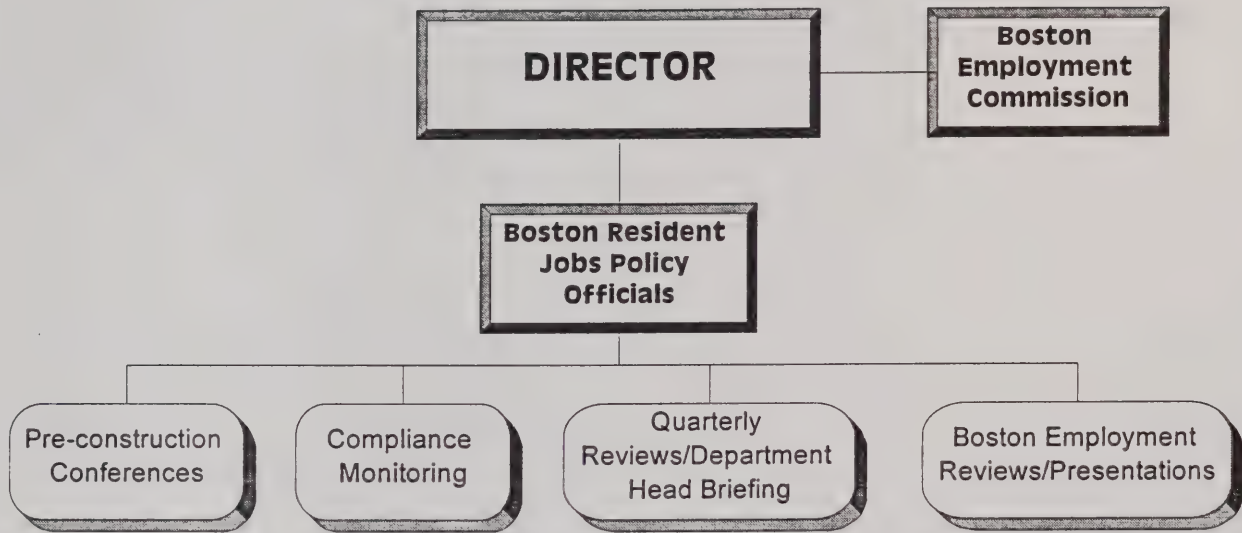 DIRECTOR
Boston
Employment
Commission
Boston Resident
Jobs Policy
Officials
Pre-construction
Conferences
Compliance
Monitoring
Quarterly
Reviews/Department
Head Briefing
Boston Employment
Reviews/Presentations